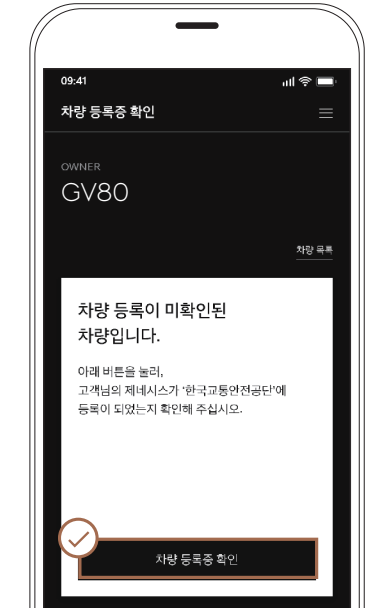 09:41
차량 등록증 확인
OWNER
GV80
차량 목록
차량 등록이 미확인된
차량입니다.
아래 버튼을 눌러,
고객님의 제네시스가 '한국교통안전공단'에
등록이 되었는지 확인해 주십시오.
차량 등록증 확인